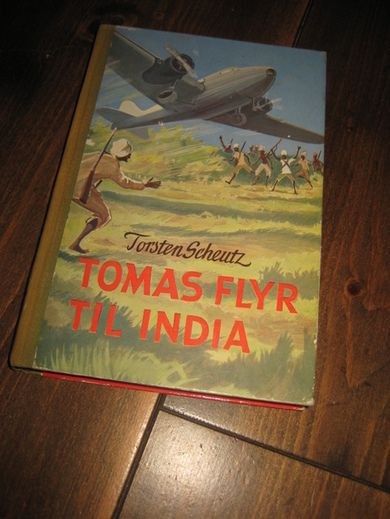 Torsten Scheutz
TOMAS FLYR
TIL INDIA